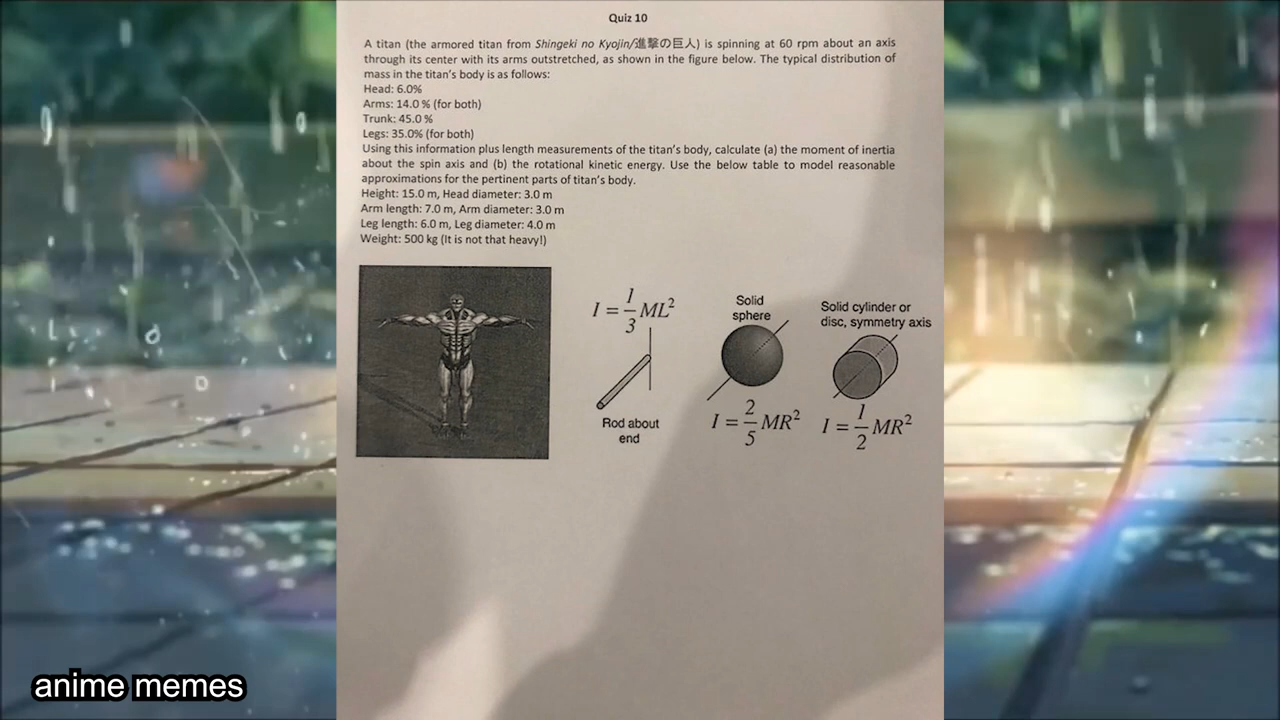 Quiz 10
A titan (the armored titan from Shingeki no Kyojin/進撃の巨人) is spinning at 60 rpm about an axis
through its center with its arms outstretched, as shown in the figure below. The typical distribution of
mass in the titan's body is as follows:
Head: 6.0%
Arms: 14.0 % (for both)
Trunk: 45.0 %
Legs: 35.0% (for both)
Using this information plus length measurements of the titan's body, calculate (a) the moment of inertia
about the spin axis and (b) the rotational kinetic energy. Use the below table to model reasonable
approximations for the pertinent parts of titan's body.
Height: 15.0 m, Head diameter: 3.0 m
Arm length: 7.0 m, Arm diameter: 3.0 m
Leg length: 6.0 m, Leg diameter: 4.0 m
Weight: 500 kg (It is not that heavy!)
I = 1/3 ML²
Rod about
end
Solid
sphere
I = 2/5 MR²
Solid cylinder or
disc, symmetry axis
I = 1/2 MR²
anime memes